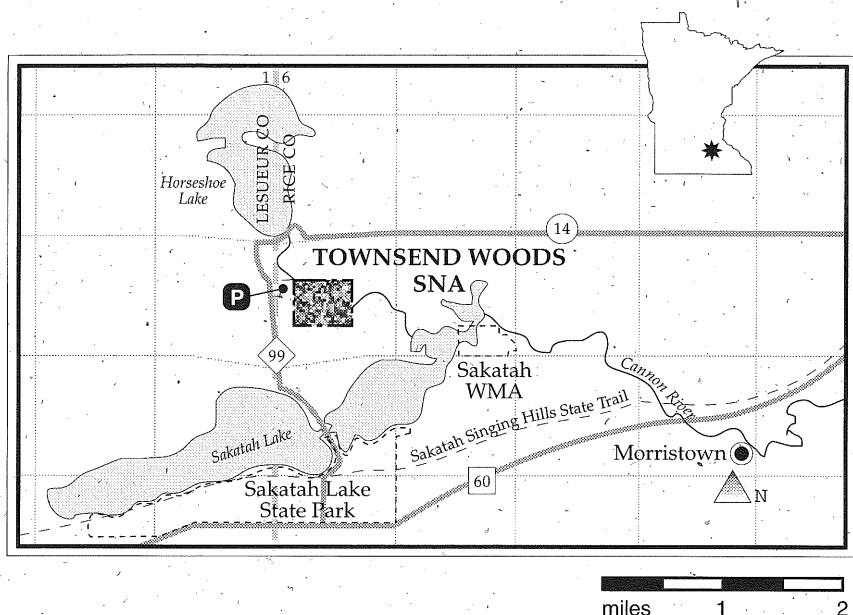 1 6
LESUEUR CO
RICE CO
Horseshoe
Lake
14
TOWNSEND WOODS
SNA
P
99
Sakatah
WMA
Cannon River
Sakatah Lake
Sakatah Singing Hills State Trail
Morristown
Sakatah Lake
State Park
60
N
miles 1 2